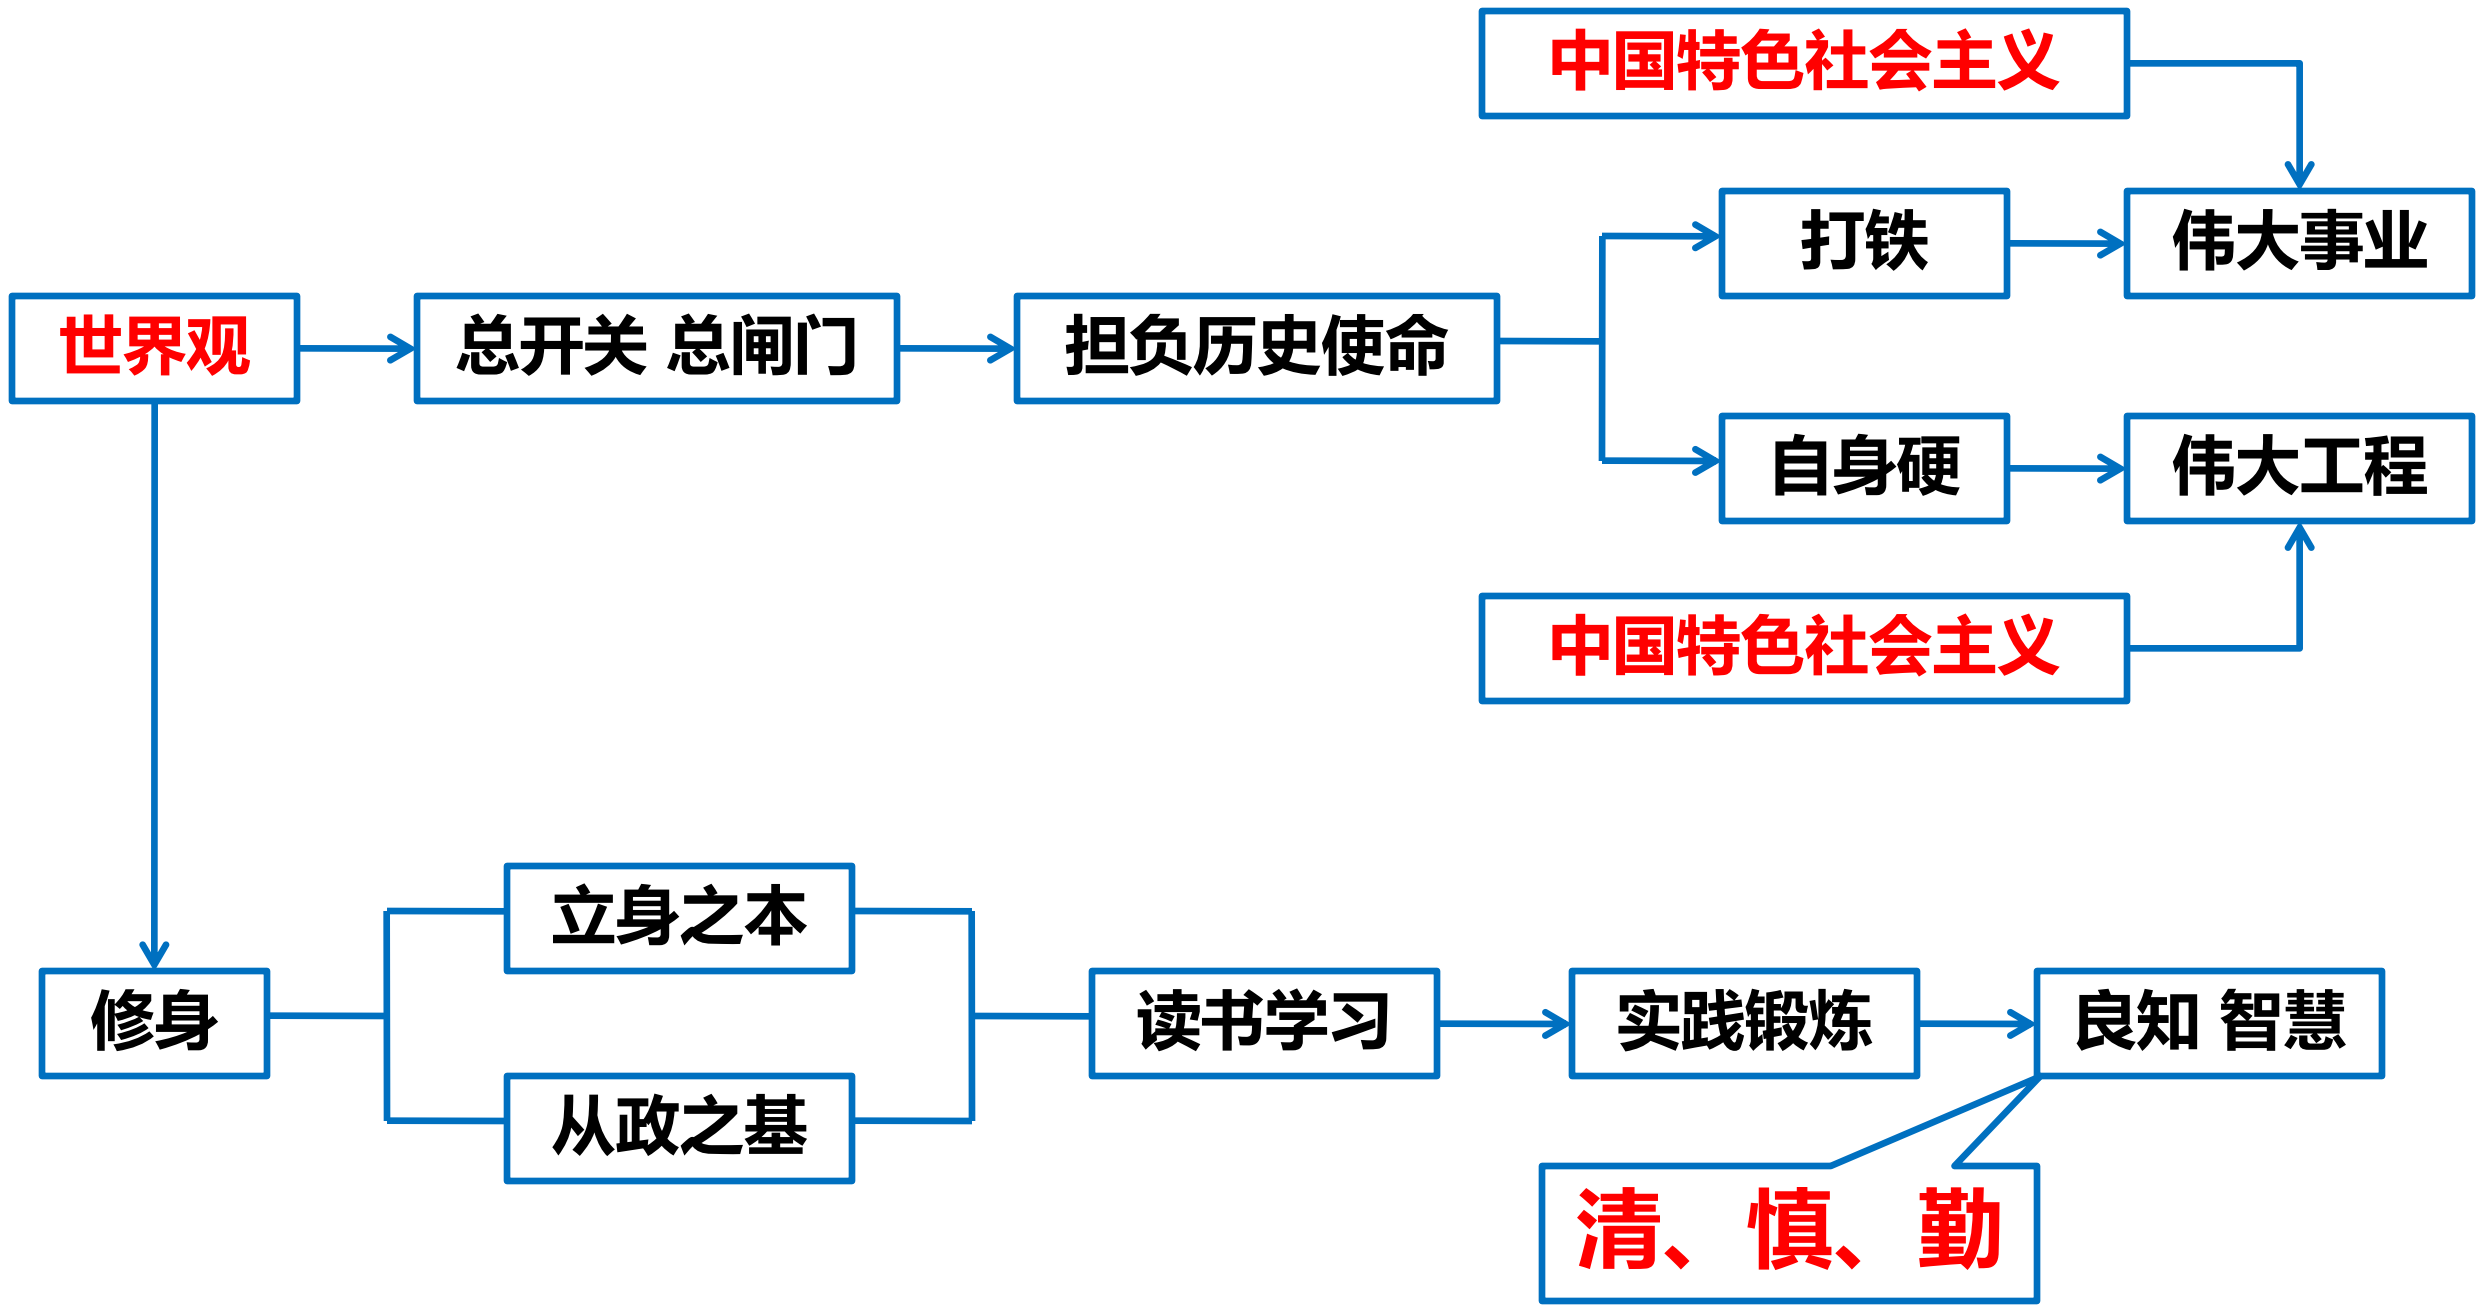 中国特色社会主义
打铁
伟大事业
世界观
总开关 总闸门
担负历史使命
自身硬
伟大工程
中国特色社会主义
立身之本
修身
读书学习
实践锻炼
良知 智慧
从政之基
清、慎、勤